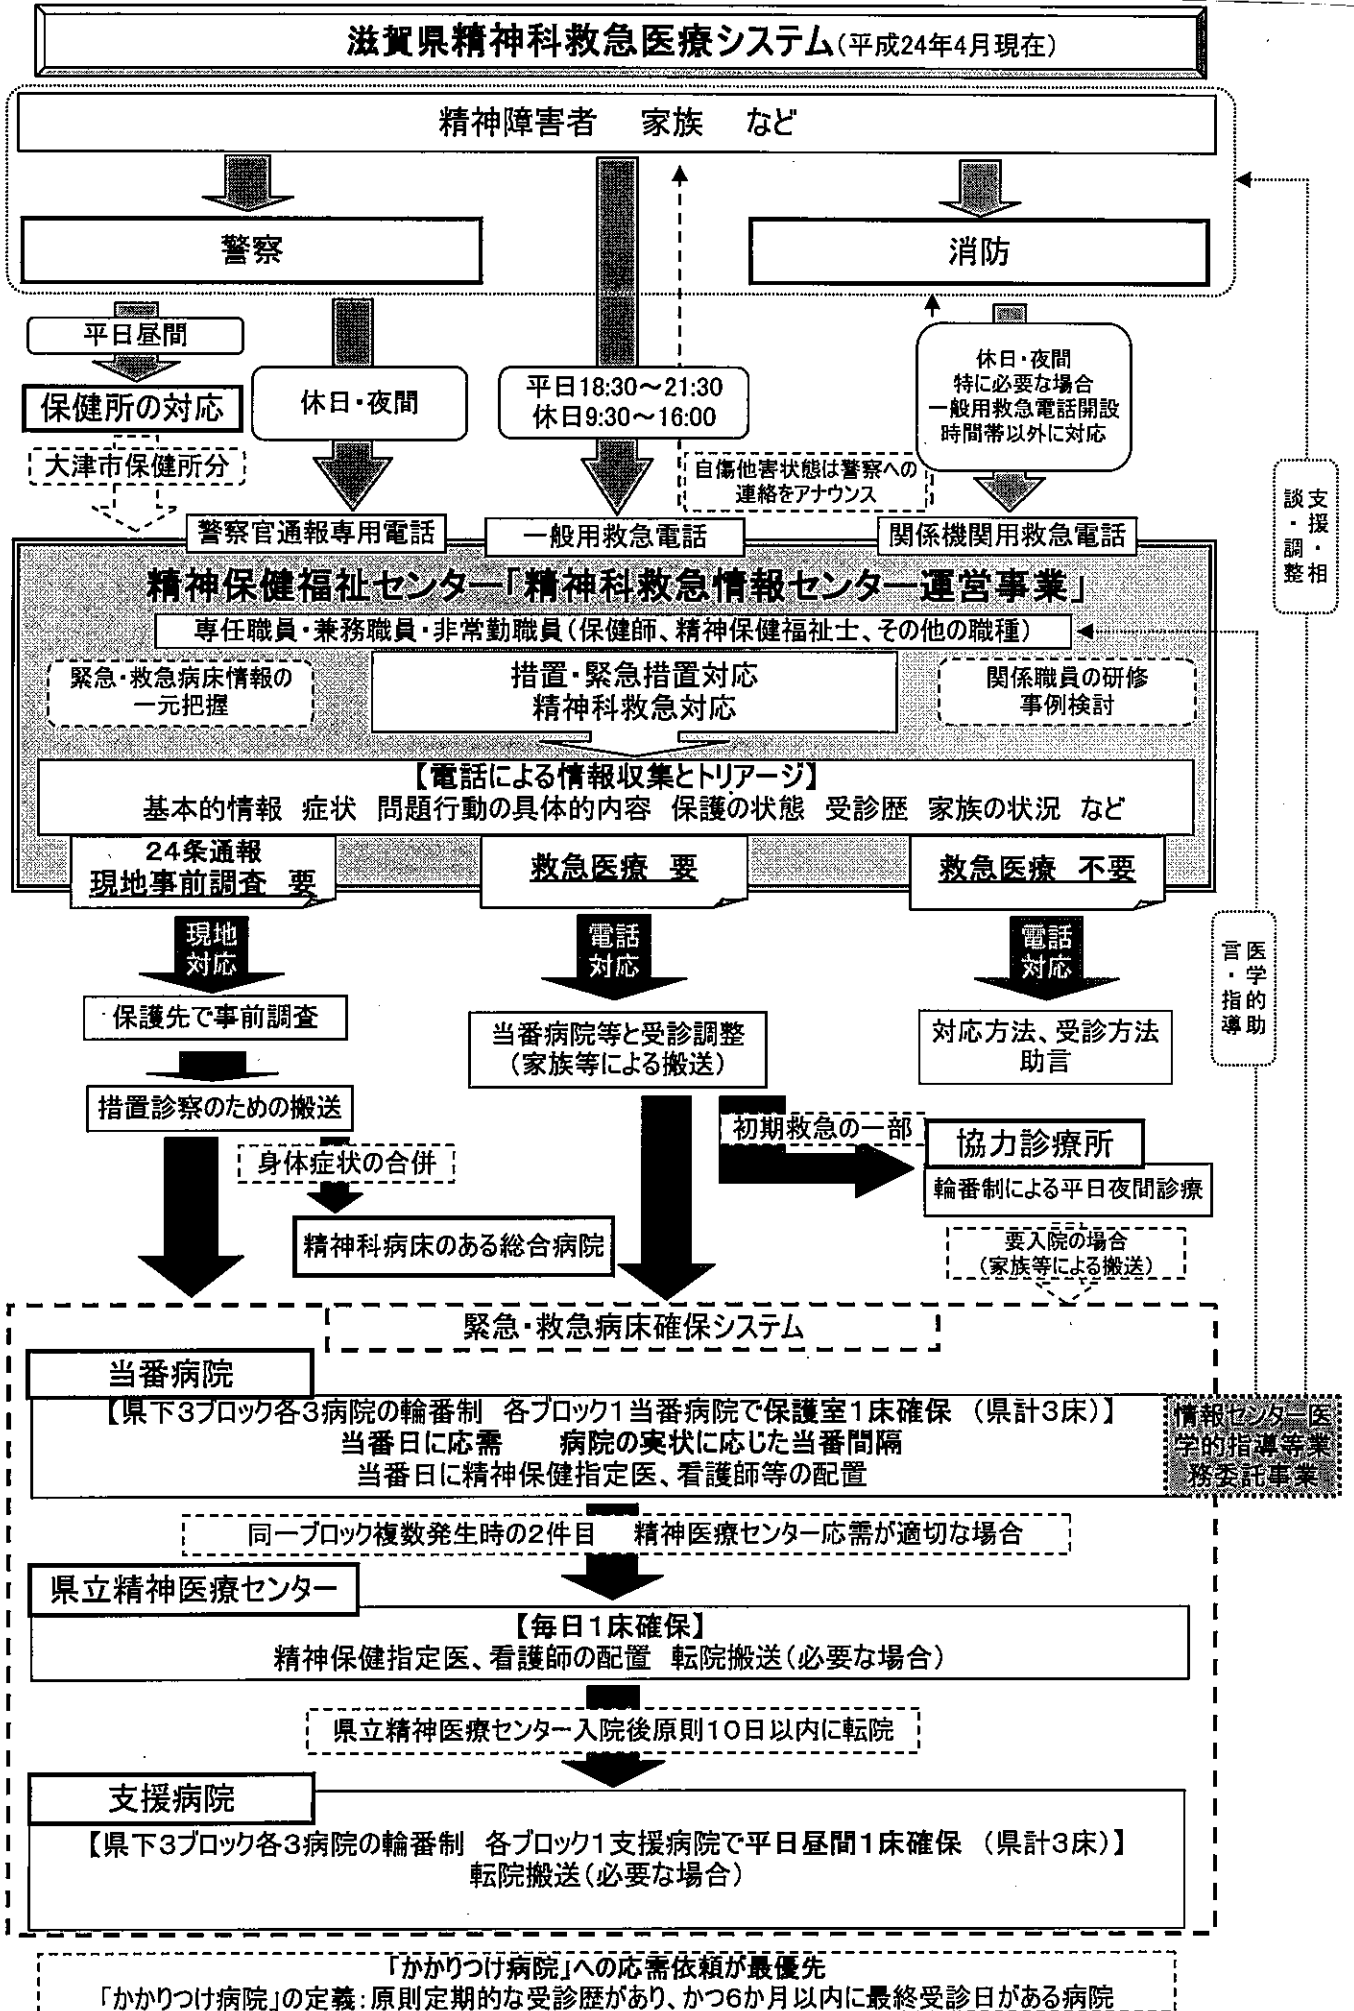 滋賀県精神科救急医療システム(平成24年4月現在)
精神障害者　家族　など
警察
消防
平日昼間
保健所の対応
大津市保健所分
休日・夜間
平日18:30～21:30
休日9:30～16:00
休日・夜間
特に必要な場合
一般用救急電話開設
時間帯以外に対応
自傷他害状態は警察への
連絡をアナウンス
支援・相
談・調整
警察官通報専用電話
一般用救急電話
関係機関用救急電話
精神保健福祉センター「精神科救急情報センター運営事業」
専任職員・兼務職員・非常勤職員(保健師、精神保健福祉士、その他の職種)
緊急・救急病床情報の
一元把握
措置・緊急措置対応
精神科救急対応
関係職員の研修
事例検討
【電話による情報収集とトリアージ】
基本的情報　症状　問題行動の具体的内容　保護の状態　受診歴　家族の状況　など
24条通報
現地事前調査　要
救急医療　要
救急医療　不要
現地
対応
電話
対応
電話
対応
医学的助
言・指導
保護先で事前調査
当番病院等と受診調整
(家族等による搬送)
対応方法、受診方法
助言
措置診察のための搬送
身体症状の合併
初期救急の一部
協力診療所
輪番制による平日夜間診療
精神科病床のある総合病院
要入院の場合
(家族等による搬送)
緊急・救急病床確保システム
当番病院
【県下3ブロック各3病院の輪番制　各ブロック1当番病院で保護室1床確保　(県計3床)】
当番日に応需　　病院の実状に応じた当番間隔
当番日に精神保健指定医、看護師等の配置
情報センター医
学的指導等業
務委託事業
同一ブロック複数発生時の2件目　精神医療センター応需が適切な場合
県立精神医療センター
【毎日1床確保】
精神保健指定医、看護師の配置　転院搬送(必要な場合)
県立精神医療センター入院後原則10日以内に転院
支援病院
【県下3ブロック各3病院の輪番制　各ブロック1支援病院で平日昼間1床確保　(県計3床)】
転院搬送(必要な場合)
「かかりつけ病院」への応需依頼が最優先
「かかりつけ病院」の定義:原則定期的な受診歴があり、かつ6か月以内に最終受診日がある病院